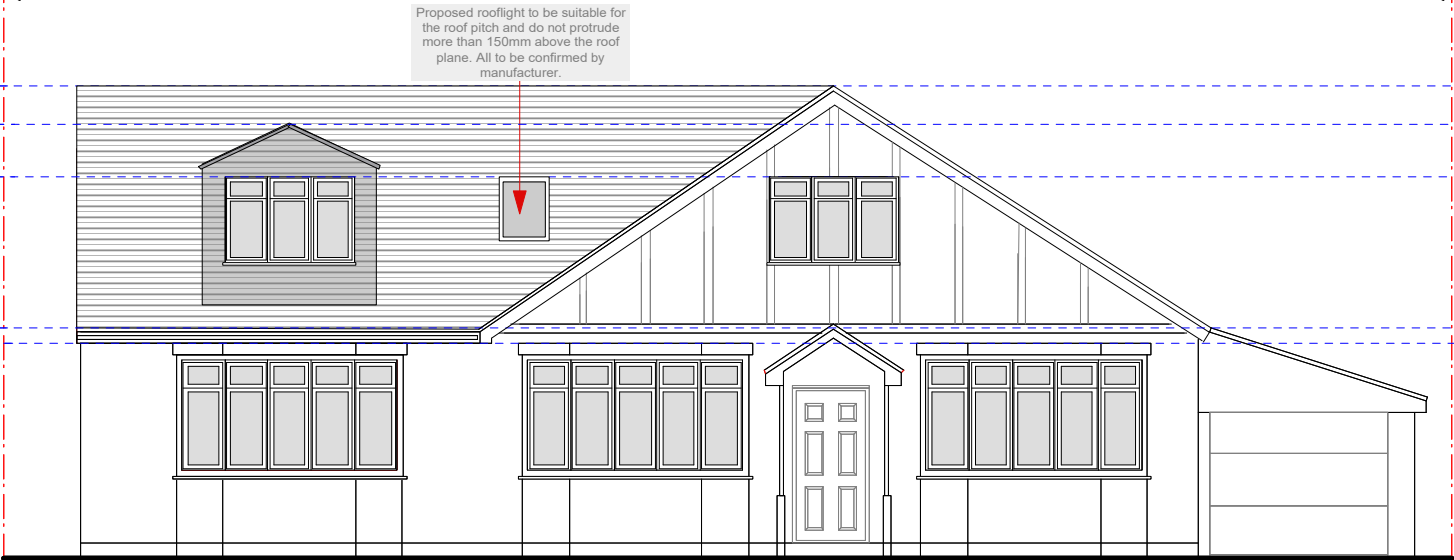 Proposed rooflight to be suitable for
the roof pitch and do not protrude
more than 150mm above the roof
plane. All to be confirmed by
manufacturer.